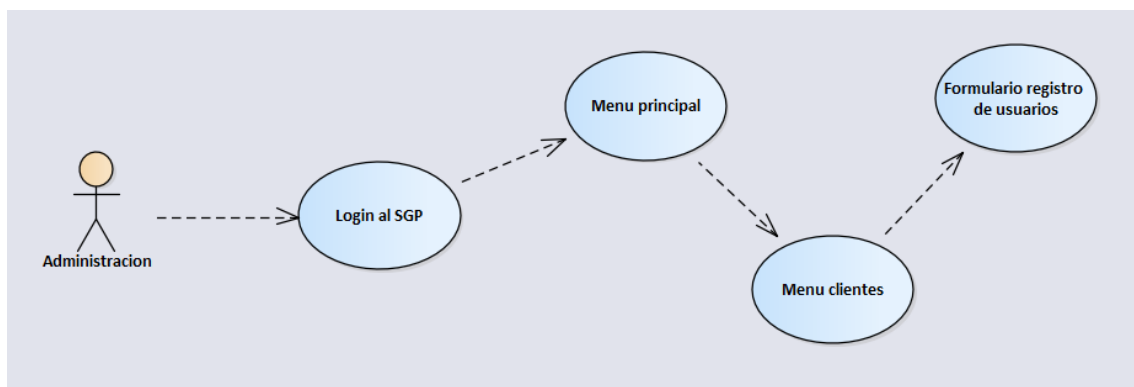 Administracion
Login al SGP
Menu principal
Menu clientes
Formulario registro
de usuarios